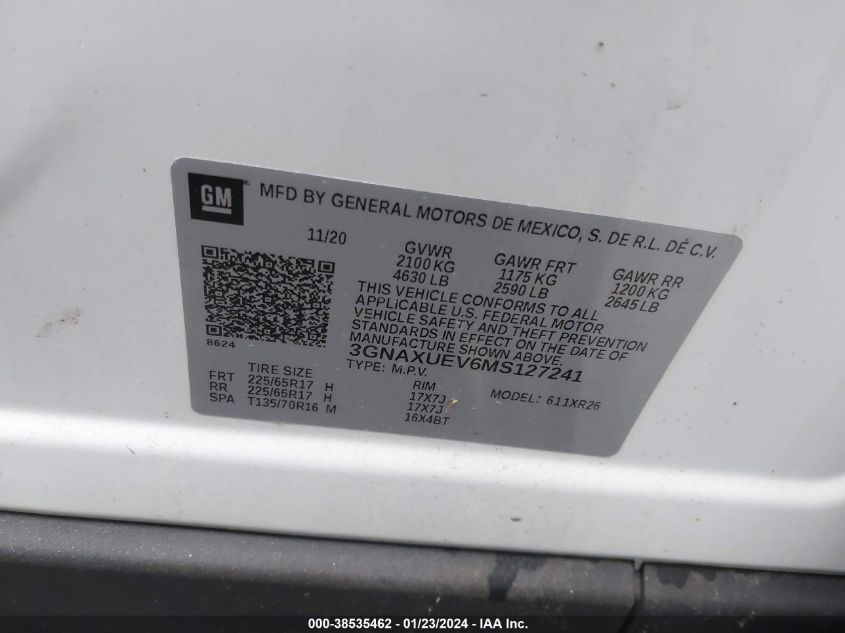 GM
MFD BY GENERAL MOTORS DE MEXICO, S. DE R.L. DE C.V.
11/20
GVWR
2100 KG
4630 LB
GAWR FRT
1175 KG
2590 LB
GAWR RR
1200 KG
2645 LB
THIS VEHICLE CONFORMS TO ALL
APPLICABLE U.S. FEDERAL MOTOR
VEHICLE SAFETY AND THEFT PREVENTION
STANDARDS IN EFFECT ON THE DATE OF
MANUFACTURE SHOWN ABOVE.
8624
3GNAXUEV6MS127241
TYPE: M.P.V.
MODEL: 611XR26
TIRE SIZE
RIM
FRT 225/65R17 H 17X7J
RR 225/65R17 H 17X7J
SPA T135/70R16 M 16X4BT
000-38535462 - 01/23/2024 - IAAI.com